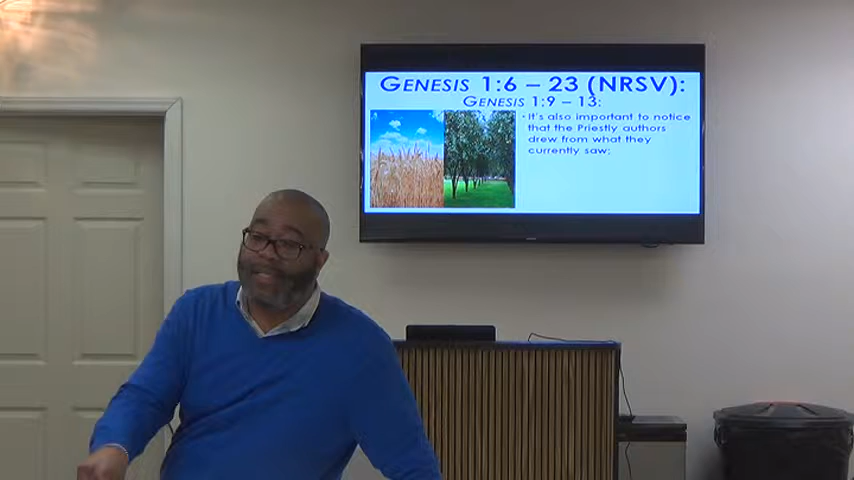 GENESIS 1:6 – 23 (NRSV):
GENESIS 1:9 – 13:
• It's also important to notice
that the Priestly authors
drew from what they
currently saw;